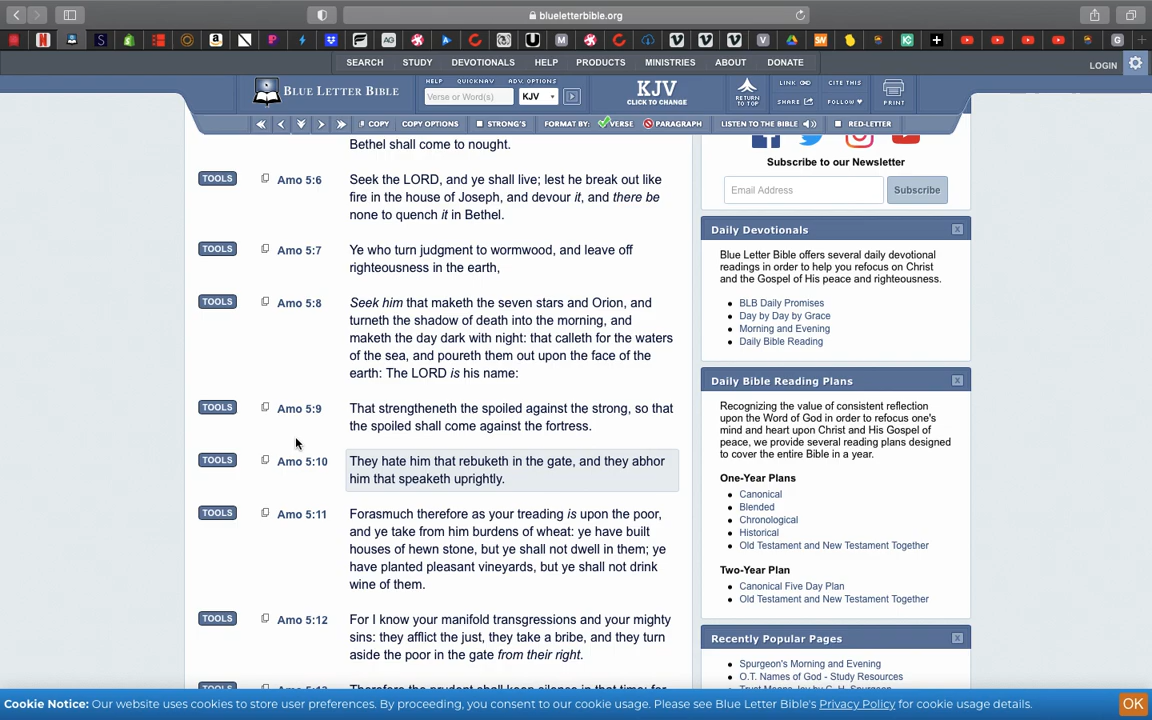 blueletterbible.org
SEARCH STUDY DEVOTIONALS HELP PRODUCTS MINISTRIES ABOUT DONATE LOGIN
BLUE LETTER BIBLE
HELP QUICKNAV ADV. OPTIONS
Verse or Word(s) KJV
KJV
CLICK TO CHANGE
RETURN TO TOP
LINK CITE THIS
SHARE FOLLOW
PRINT
COPY COPY OPTIONS STRONG'S FORMAT BY: VERSE PARAGRAPH LISTEN TO THE BIBLE RED-LETTER
Bethel shall come to nought.
TOOLS Amo 5:6 Seek the LORD, and ye shall live; lest he break out like
fire in the house of Joseph, and devour it, and there be
none to quench it in Bethel.
TOOLS Amo 5:7 Ye who turn judgment to wormwood, and leave off
righteousness in the earth,
TOOLS Amo 5:8 Seek him that maketh the seven stars and Orion, and
turneth the shadow of death into the morning, and
maketh the day dark with night: that calleth for the waters
of the sea, and poureth them out upon the face of the
earth: The LORD is his name:
TOOLS Amo 5:9 That strengtheneth the spoiled against the strong, so that
the spoiled shall come against the fortress.
TOOLS Amo 5:10 They hate him that rebuketh in the gate, and they abhor
him that speaketh uprightly.
TOOLS Amo 5:11 Forasmuch therefore as your treading is upon the poor,
and ye take from him burdens of wheat: ye have built
houses of hewn stone, but ye shall not dwell in them; ye
have planted pleasant vineyards, but ye shall not drink
wine of them.
TOOLS Amo 5:12 For I know your manifold transgressions and your mighty
sins: they afflict the just, they take a bribe, and they turn
aside the poor in the gate from their right.
Subscribe to our Newsletter
Email Address Subscribe
Daily Devotionals X
Blue Letter Bible offers several daily devotional
readings in order to help you refocus on Christ
and the Gospel of His peace and righteousness.
BLB Daily Promises
Day by Day by Grace
Morning and Evening
Daily Bible Reading
Daily Bible Reading Plans X
Recognizing the value of consistent reflection
upon the Word of God in order to refocus one's
mind and heart upon Christ and His Gospel of
peace, we provide several reading plans designed
to cover the entire Bible in a year.
One-Year Plans
Canonical
Blended
Chronological
Historical
Old Testament and New Testament Together
Two-Year Plan
Canonical Five Day Plan
Old Testament and New Testament Together
Recently Popular Pages X
Spurgeon's Morning and Evening
O.T. Names of God - Study Resources
Cookie Notice: Our website uses cookies to store user preferences. By proceeding, you consent to our cookie usage. Please see Blue Letter Bible's Privacy Policy for cookie usage details. OK